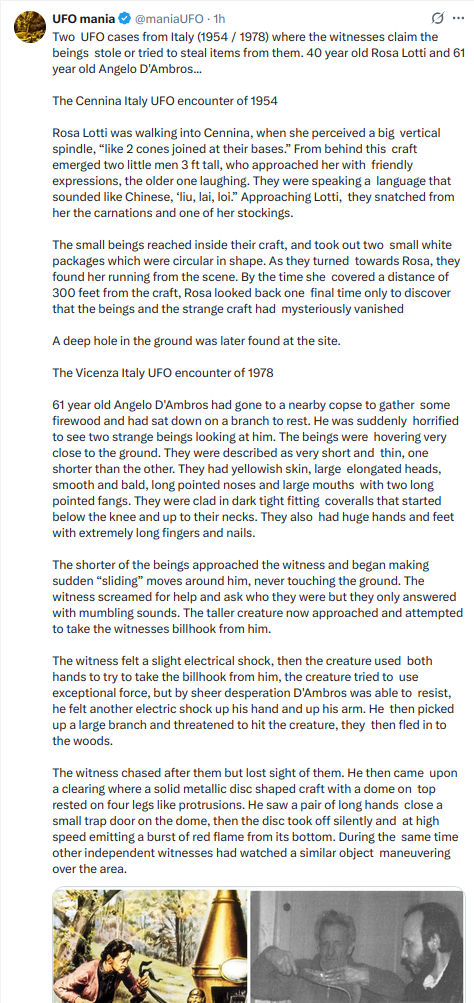 UFO mania @maniaUFO · 1h
Two UFO cases from Italy (1954 / 1978) where the witnesses claim the
beings stole or tried to steal items from them. 40 year old Rosa Lotti and 61
year old Angelo D'Ambros...
The Cennina Italy UFO encounter of 1954
Rosa Lotti was walking into Cennina, when she perceived a big vertical
spindle, “like 2 cones joined at their bases.” From behind this craft
emerged two little men 3 ft tall, who approached her with friendly
expressions, the older one laughing. They were speaking a language that
sounded like Chinese, ‘liu, lai, loi.” Approaching Lotti, they snatched from
her the carnations and one of her stockings.
The small beings reached inside their craft, and took out two small white
packages which were circular in shape. As they turned towards Rosa, they
found her running from the scene. By the time she covered a distance of
300 feet from the craft, Rosa looked back one final time only to discover
that the beings and the strange craft had mysteriously vanished
A deep hole in the ground was later found at the site.
The Vicenza Italy UFO encounter of 1978
61 year old Angelo D'Ambros had gone to a nearby copse to gather some
firewood and had sat down on a branch to rest. He was suddenly horrified
to see two strange beings looking at him. The beings were hovering very
close to the ground. They were described as very short and thin, one
shorter than the other. They had yellowish skin, large elongated heads,
smooth and bald, long pointed noses and large mouths with two long
pointed fangs. They were clad in dark tight fitting coveralls that started
below the knee and up to their necks. They also had huge hands and feet
with extremely long fingers and nails.
The shorter of the beings approached the witness and began making
sudden “sliding” moves around him, never touching the ground. The
witness screamed for help and ask who they were but they only answered
with mumbling sounds. The taller creature now approached and attempted
to take the witnesses billhook from him.
The witness felt a slight electrical shock, then the creature used both
hands to try to take the billhook from him, the creature tried to use
exceptional force, but by sheer desperation D'Ambros was able to resist,
he felt another electric shock up his hand and up his arm. He then picked
up a large branch and threatened to hit the creature, they then fled in to
the woods.
The witness chased after them but lost sight of them. He then came upon
a clearing where a solid metallic disc shaped craft with a dome on top
rested on four legs like protrusions. He saw a pair of long hands close a
small trap door on the dome, then the disc took off silently and at high
speed emitting a burst of red flame from its bottom. During the same time
other independent witnesses had watched a similar object maneuvering
over the area.